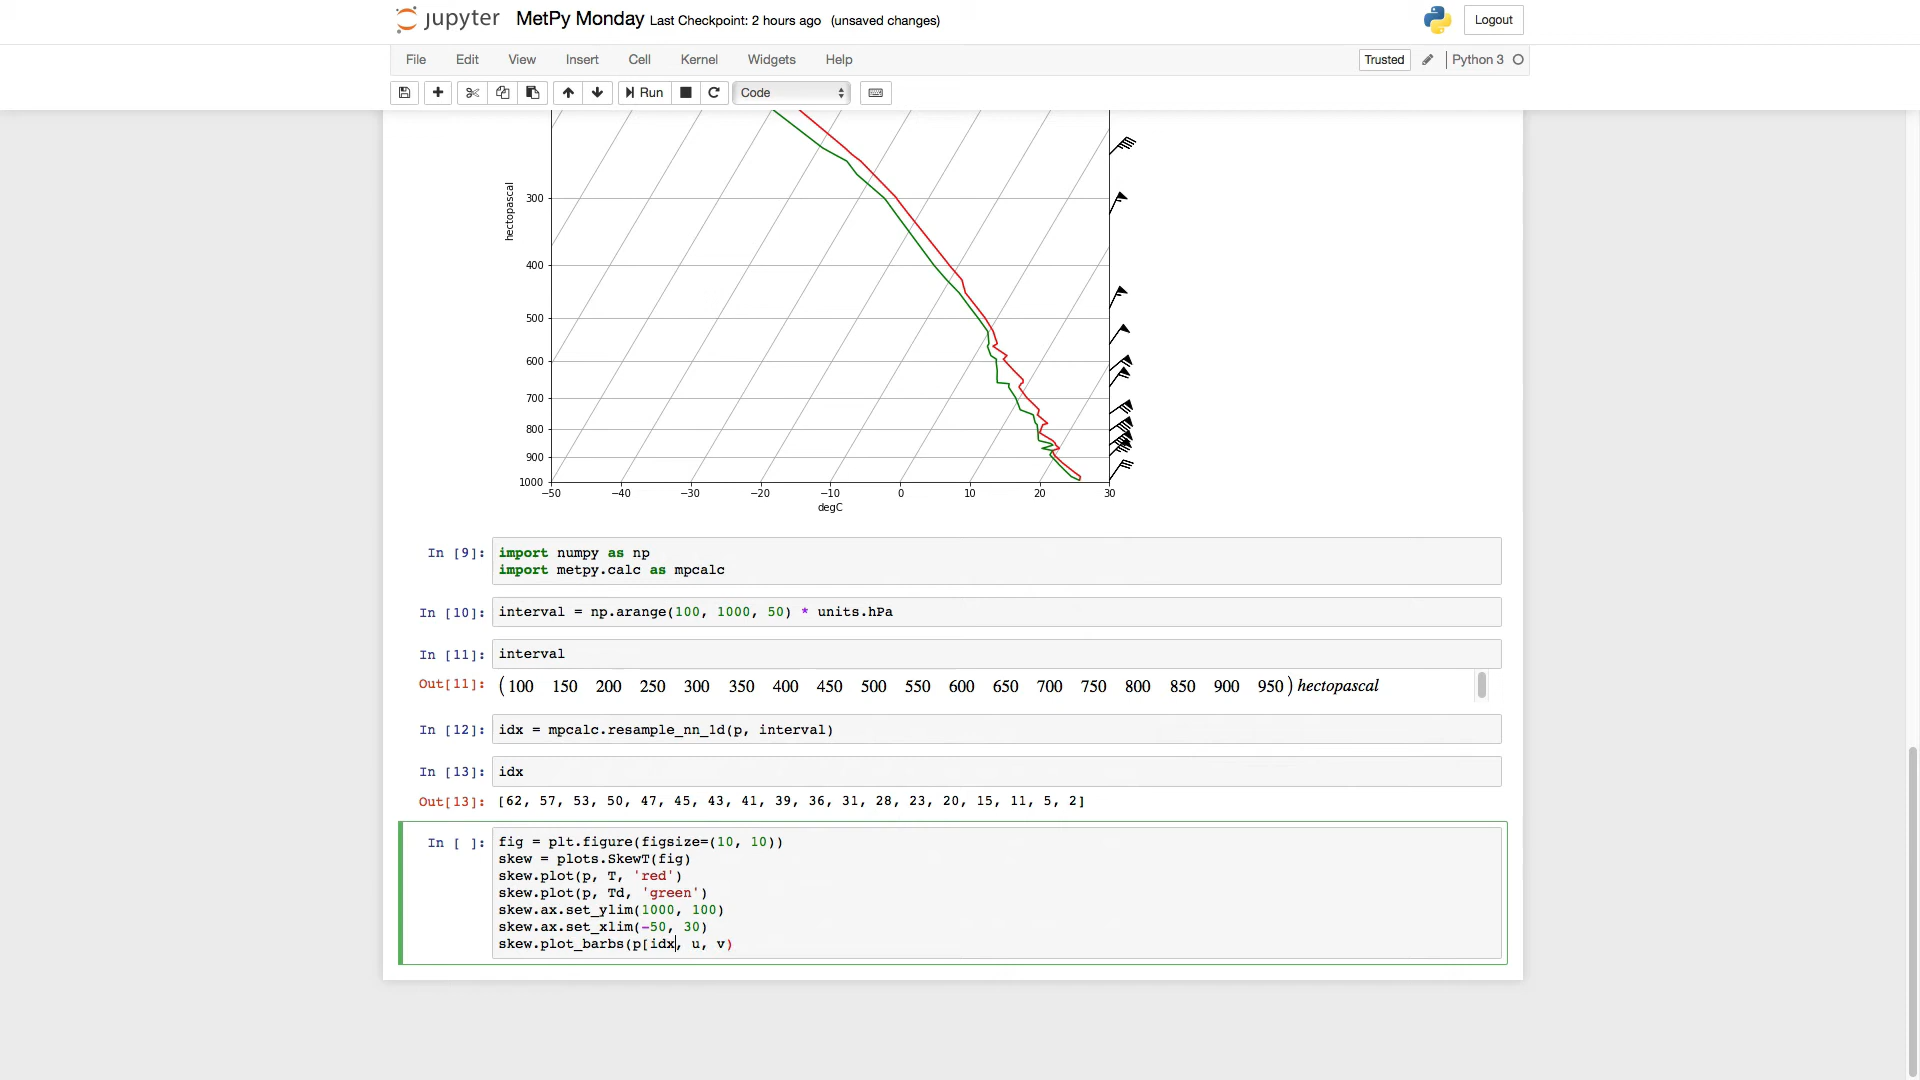 jupyter MetPy Monday Last Checkpoint: 2 hours ago (unsaved changes) Logout
File Edit View Insert Cell Kernel Widgets Help Trusted Python 3
Run Code
hectopascal
300
400
500
600
700
800
900
1000
−50 −40 −30 −20 −10 0 10 20 30
degC
In [9]: import numpy as np
import metpy.calc as mpcalc
In [10]: interval = np.arange(100, 1000, 50) * units.hPa
In [11]: interval
Out[11]: (100 150 200 250 300 350 400 450 500 550 600 650 700 750 800 850 900 950) hectopascal
In [12]: idx = mpcalc.resample_nn_1d(p, interval)
In [13]: idx
Out[13]: [62, 57, 53, 50, 47, 45, 43, 41, 39, 36, 31, 28, 23, 20, 15, 11, 5, 2]
In [ ]: fig = plt.figure(figsize=(10, 10))
skew = plots.SkewT(fig)
skew.plot(p, T, 'red')
skew.plot(p, Td, 'green')
skew.ax.set_ylim(1000, 100)
skew.ax.set_xlim(-50, 30)
skew.plot_barbs(p[idx, u, v)